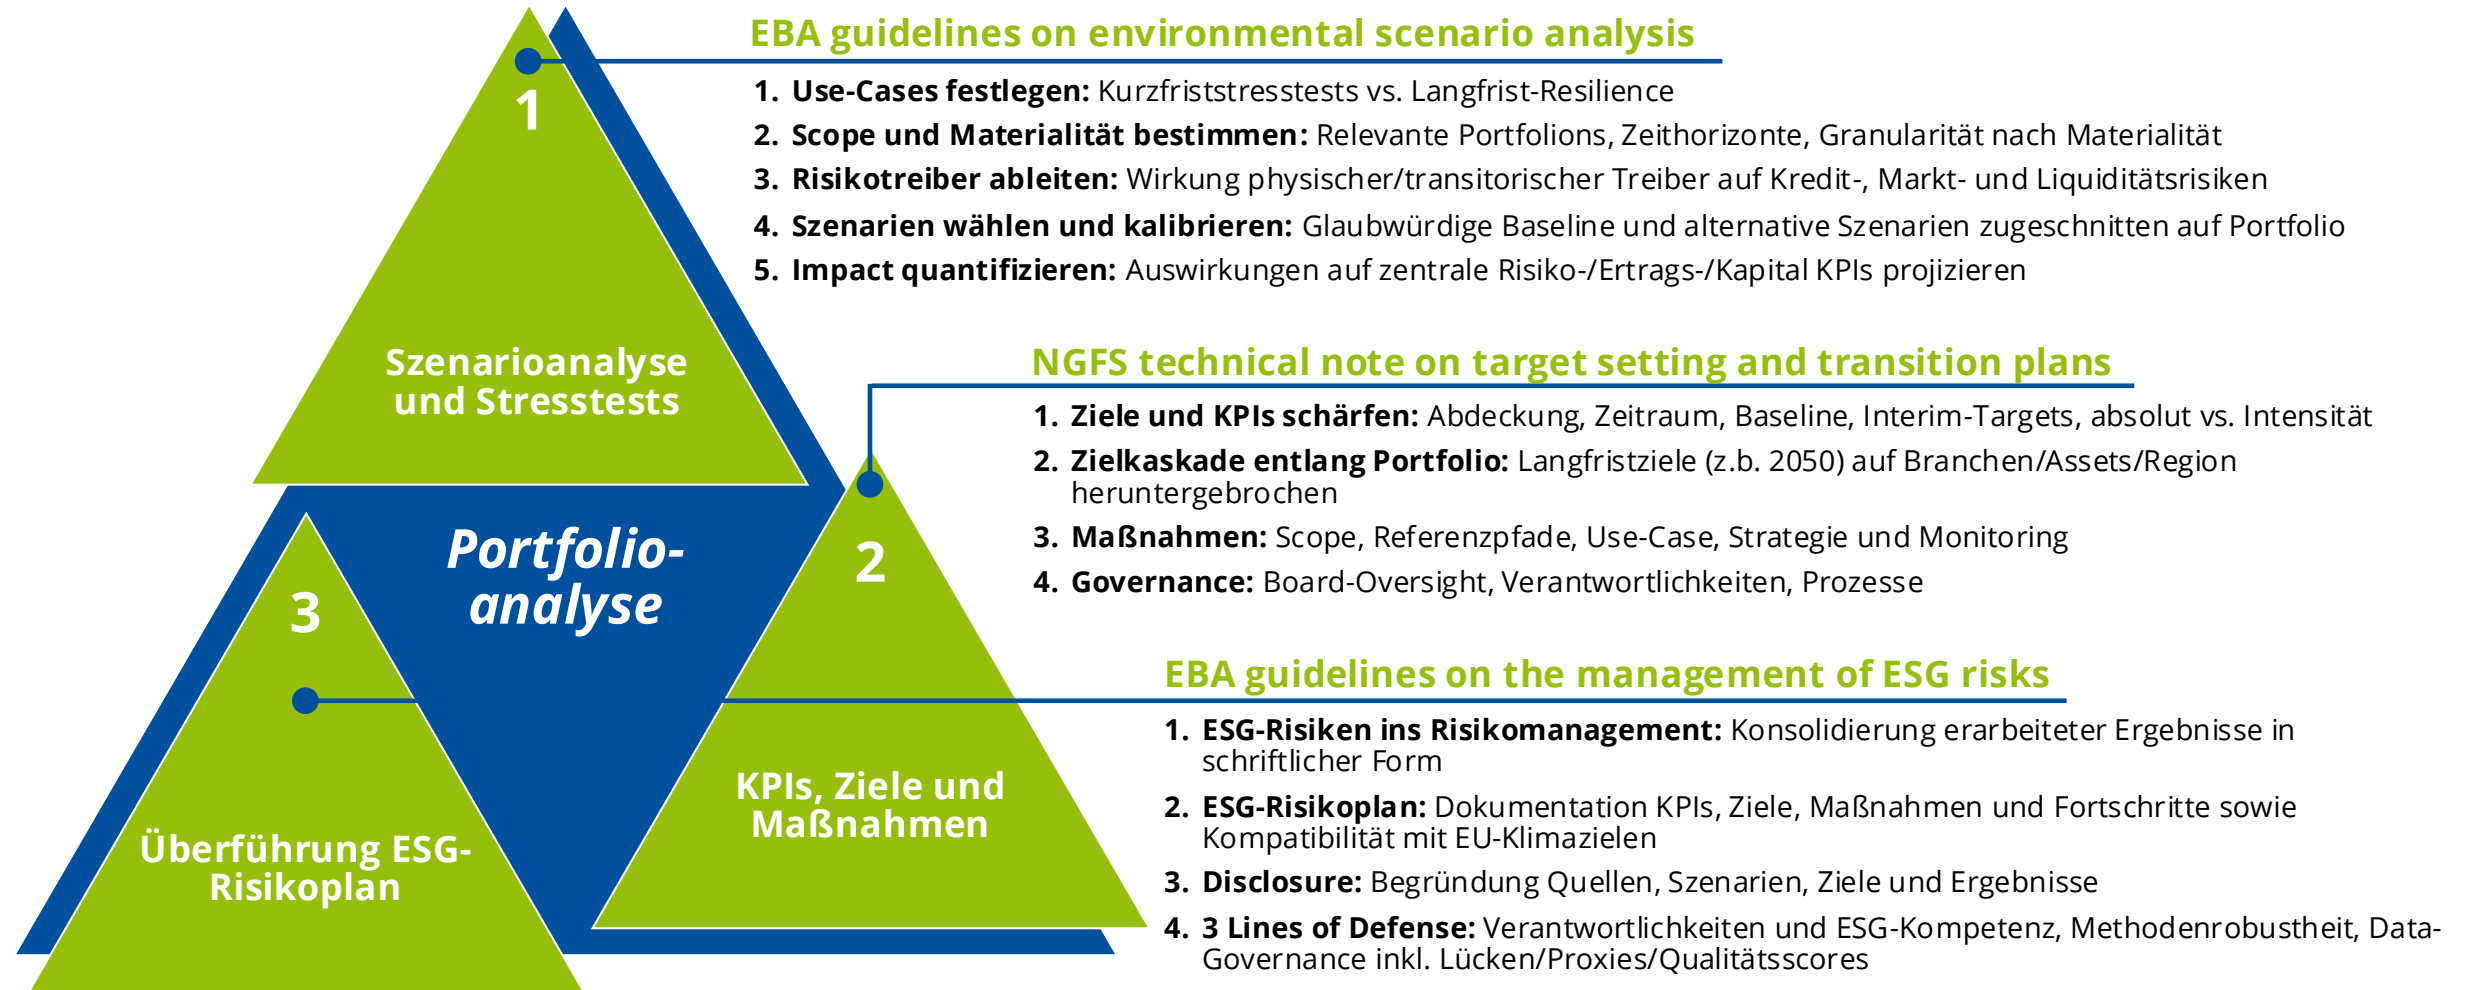 EBA guidelines on environmental scenario analysis
1. Use-Cases festlegen: Kurzfriststresstests vs. Langfrist-Resilience
2. Scope und Materialität bestimmen: Relevante Portfolions, Zeithorizonte, Granularität nach Materialität
3. Risikotreiber ableiten: Wirkung physischer/transitorischer Treiber auf Kredit-, Markt- und Liquiditätsrisiken
4. Szenarien wählen und kalibrieren: Glaubwürdige Baseline und alternative Szenarien zugeschnitten auf Portfolio
5. Impact quantifizieren: Auswirkungen auf zentrale Risiko-/Ertrags-/Kapital KPIs projizieren
1
Szenarioanalyse
und Stresstests
NGFS technical note on target setting and transition plans
1. Ziele und KPIs schärfen: Abdeckung, Zeitraum, Baseline, Interim-Targets, absolut vs. Intensität
2. Zielkaskade entlang Portfolio: Langfristziele (z.b. 2050) auf Branchen/Assets/Region
heruntergebrochen
3. Maßnahmen: Scope, Referenzpfade, Use-Case, Strategie und Monitoring
4. Governance: Board-Oversight, Verantwortlichkeiten, Prozesse
Portfolio-
analyse
2
KPIs, Ziele und
Maßnahmen
3
Überführung ESG-
Risikoplan
EBA guidelines on the management of ESG risks
1. ESG-Risiken ins Risikomanagement: Konsolidierung erarbeiteter Ergebnisse in
schriftlicher Form
2. ESG-Risikoplan: Dokumentation KPIs, Ziele, Maßnahmen und Fortschritte sowie
Kompatibilität mit EU-Klimazielen
3. Disclosure: Begründung Quellen, Szenarien, Ziele und Ergebnisse
4. 3 Lines of Defense: Verantwortlichkeiten und ESG-Kompetenz, Methodenrobustheit, Data-
Governance inkl. Lücken/Proxies/Qualitätsscores